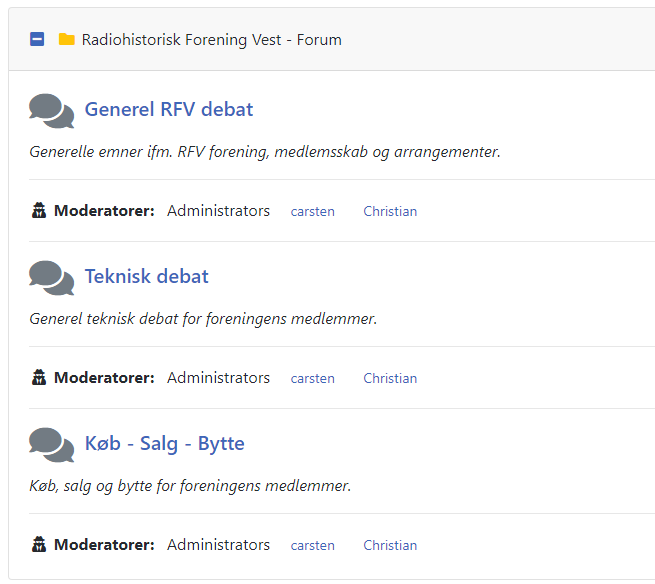 Radiohistorisk Forening Vest - Forum
Generel RFV debat
Generelle emner ifm. RFV forening, medlemsskab og arrangementer.
Moderatorer: Administrators carsten Christian
Teknisk debat
Generel teknisk debat for foreningens medlemmer.
Moderatorer: Administrators carsten Christian
Køb - Salg - Bytte
Køb, salg og bytte for foreningens medlemmer.
Moderatorer: Administrators carsten Christian